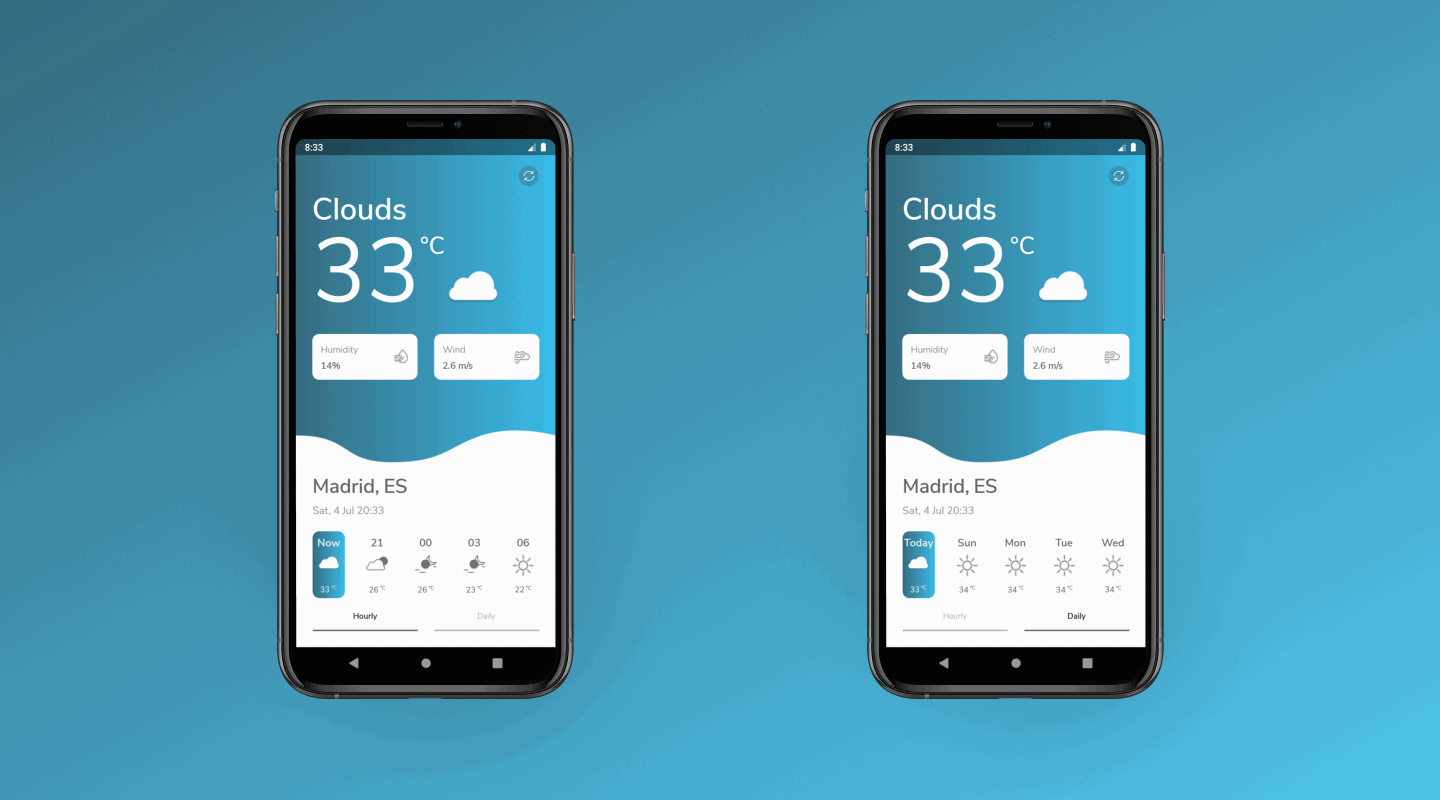 8:33
Clouds
33 °C
Humidity Wind
14% 2.6 m/s
Madrid, ES
Sat, 4 Jul 20:33
Now 21 00 03 06
33 °C 26 °C 26 °C 23 °C 22 °C
Hourly Daily
8:33
Clouds
33 °C
Humidity Wind
14% 2.6 m/s
Madrid, ES
Sat, 4 Jul 20:33
Today Sun Mon Tue Wed
33 °C 34 °C 34 °C 34 °C 34 °C
Hourly Daily